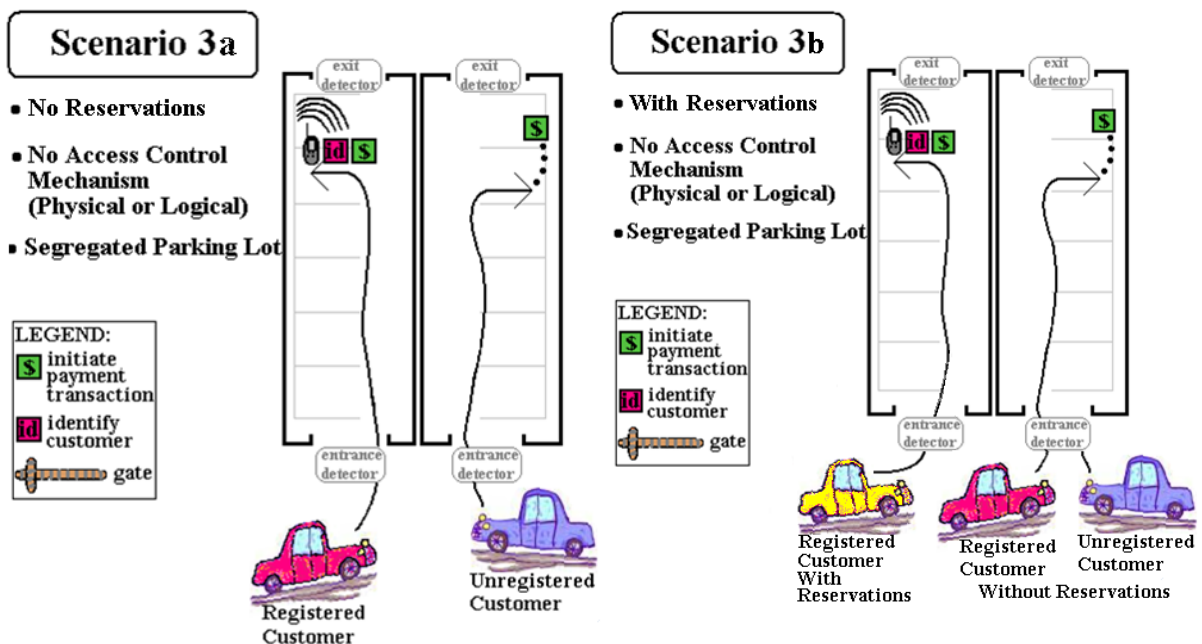 Scenario 3a
exit
detector
exit
detector
• No Reservations
• No Access Control
Mechanism
(Physical or Logical)
• Segregated Parking Lot
id $
$
LEGEND:
$ initiate
payment
transaction
id identify
customer
gate
entrance
detector
entrance
detector
Registered
Customer
Unregistered
Customer
Scenario 3b
exit
detector
exit
detector
• With Reservations
• No Access Control
Mechanism
(Physical or Logical)
• Segregated Parking Lot
id $
$
LEGEND:
$ initiate
payment
transaction
id identify
customer
gate
entrance
detector
entrance
detector
Registered
Customer
With
Reservations
Registered
Customer
Unregistered
Customer
Without Reservations